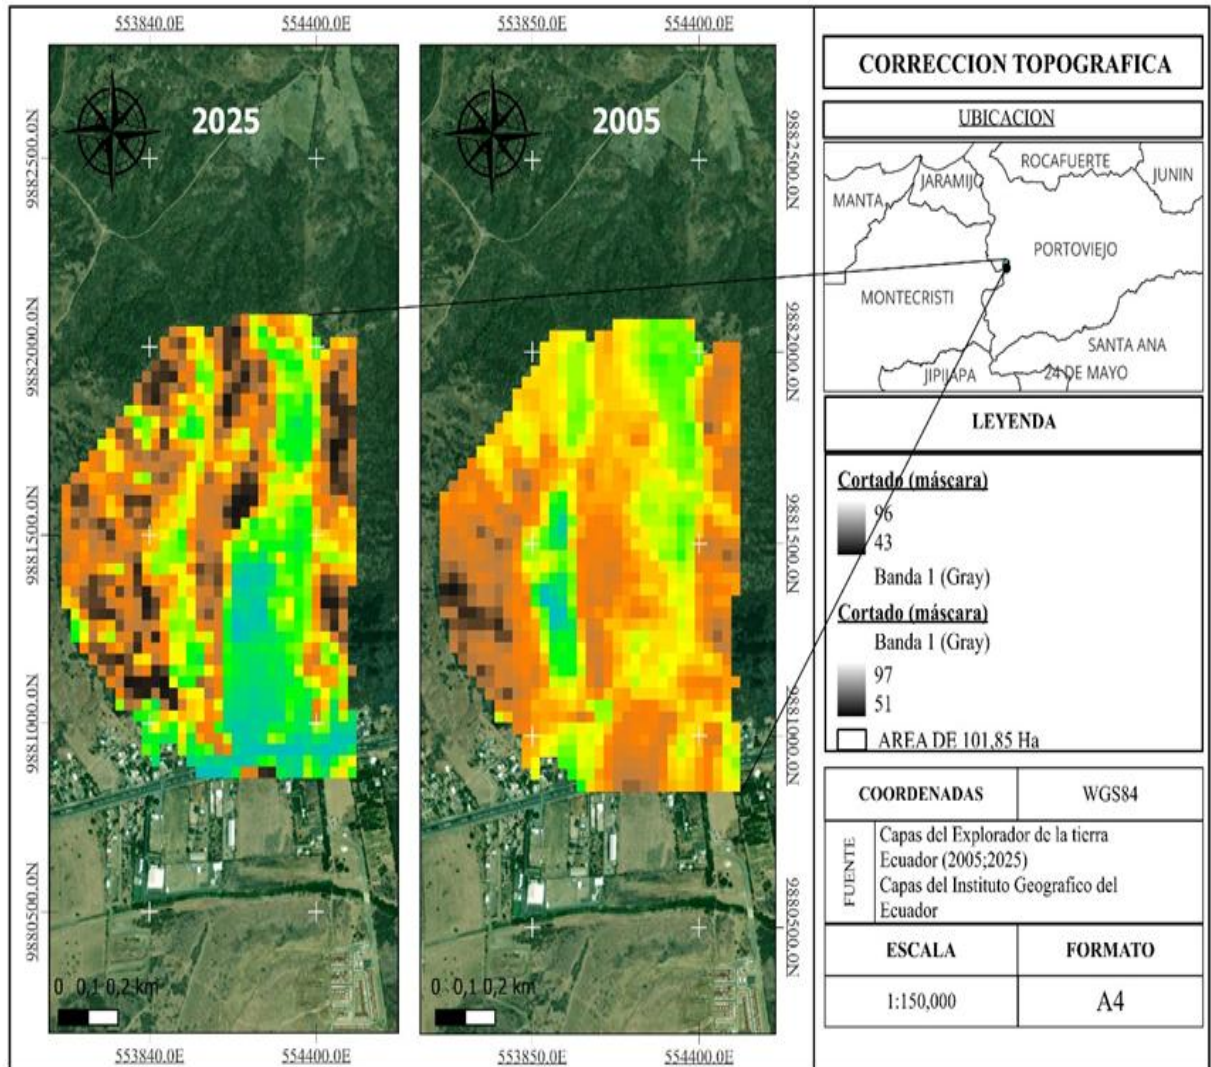 553840.0E
554400.0E
553850.0E
554400.0E
2025
2005
9882500.0N
9882000.0N
9881500.0N
9881000.0N
9880500.0N
9882500.0N
9882000.0N
9881500.0N
9881000.0N
9880500.0N
0 0,1 0,2 km
0 0,1 0,2 km
553840.0E
554400.0E
553850.0E
554400.0E
CORRECCION TOPOGRAFICA
UBICACION
ROCAFUERTE
JARAMIJO
JUNIN
MANTA
PORTOVIEJO
MONTECRISTI
SANTA ANA
JIPIJAPA
24 DE MAYO
LEYENDA
Cortado (máscara)
96
43
Banda 1 (Gray)
Cortado (máscara)
Banda 1 (Gray)
97
51
AREA DE 101,85 Ha
COORDENADAS
WGS84
FUENTE
Capas del Explorador de la tierra
Ecuador (2005;2025)
Capas del Instituto Geografico del
Ecuador
ESCALA
FORMATO
1:150,000
A4